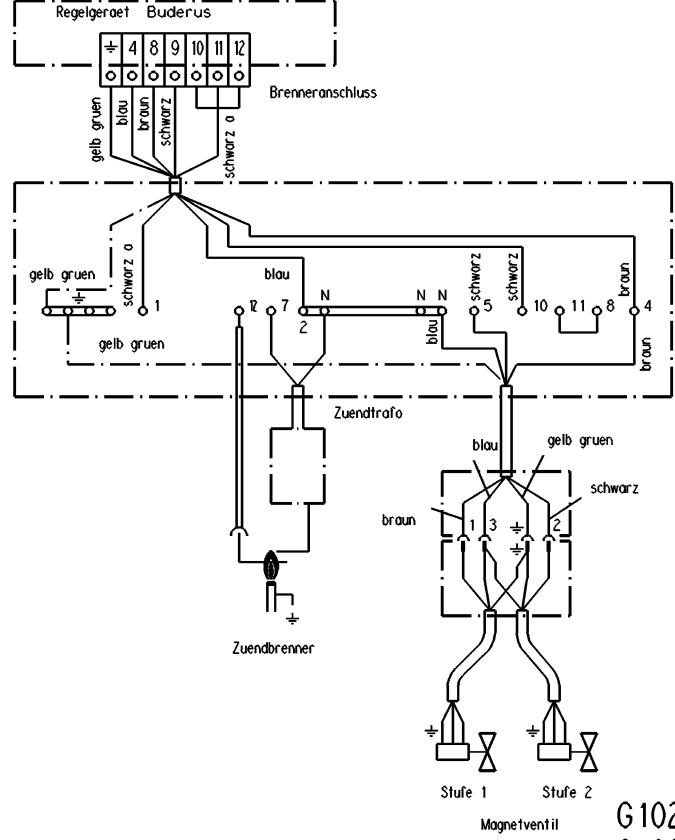 Regelgeraet Buderus
4 8 9 10 11 12
Brenneranschluss
gelb gruen
blau
braun
schwarz
schwarz a
gelb gruen
schwarz a
blau
schwarz
schwarz
braun
N N N
1 12 7 2 5 10 11 8 4
gelb gruen
blau
braun
Zuendtrafo
blau
gelb gruen
schwarz
braun
1 3 2
Zuendbrenner
Stufe 1 Stufe 2
Magnetventil
G102